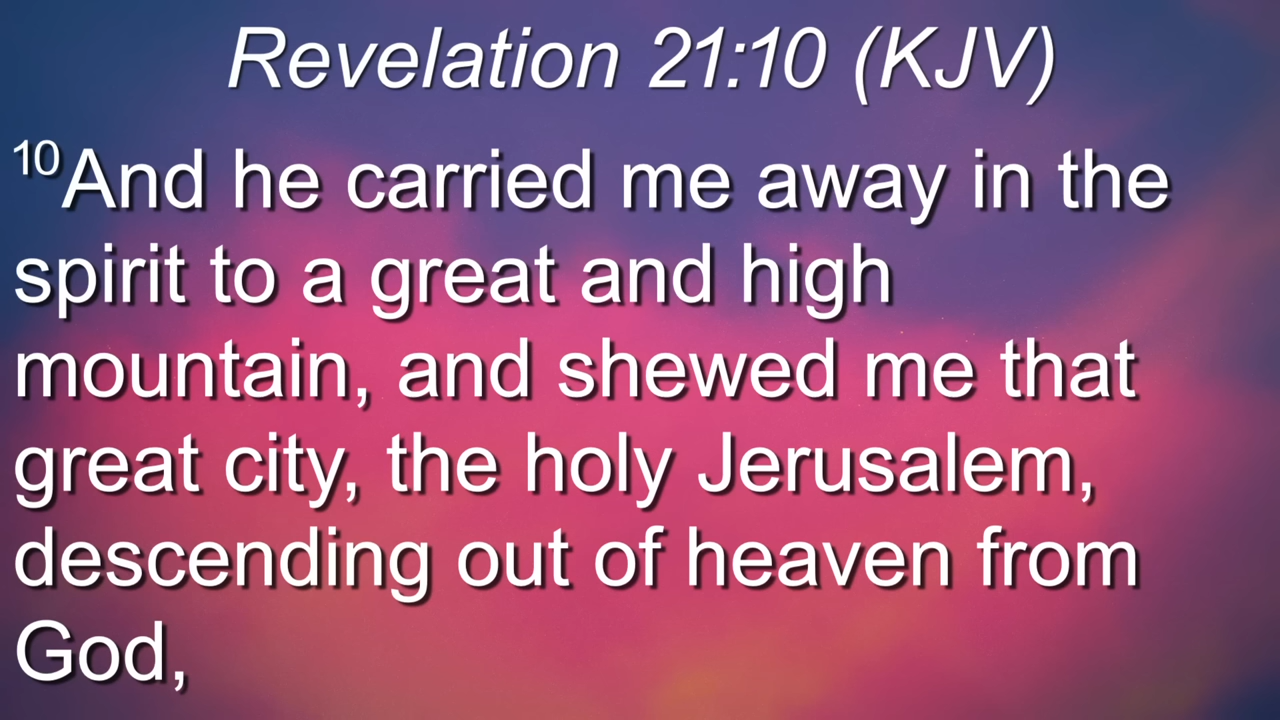 Revelation 21:10 (KJV)
10And he carried me away in the
spirit to a great and high
mountain, and shewed me that
great city, the holy Jerusalem,
descending out of heaven from
God,